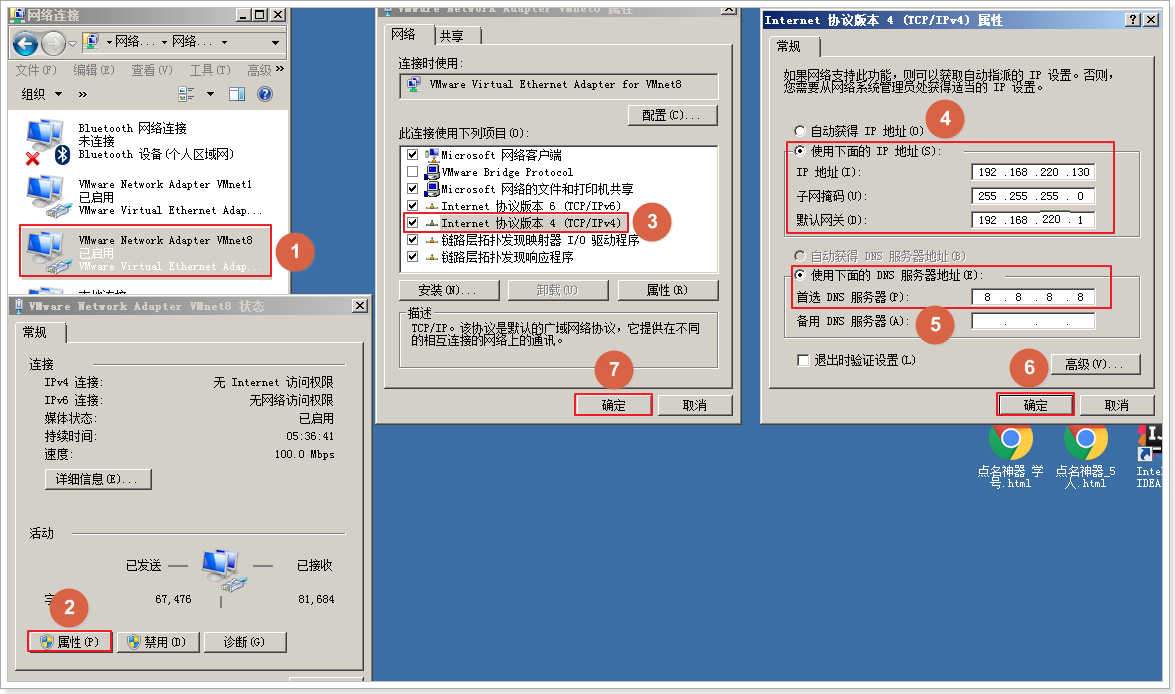 网络连接
网络... 网络...
文件(F) 编辑(E) 查看(V) 工具(T) 高级 »
组织 »
Bluetooth 网络连接
未连接
Bluetooth 设备(个人区域网)
VMware Network Adapter VMnet1
已启用
VMware Virtual Ethernet Adap...
VMware Network Adapter VMnet8
已启用
VMware Virtual Ethernet Adap...
1
VMware Network Adapter VMnet8 状态
常规
连接
IPv4 连接: 无 Internet 访问权限
IPv6 连接: 无网络访问权限
媒体状态: 已启用
持续时间: 05:36:41
速度: 100.0 Mbps
详细信息(E)...
活动
已发送 — — 已接收
67,476 81,684
2
属性(P) 禁用(D) 诊断(G)
VMware Network Adapter VMnet8 属性
网络 共享
连接时使用:
VMware Virtual Ethernet Adapter for VMnet8
配置(C)...
此连接使用下列项目(O):
Microsoft 网络客户端
VMware Bridge Protocol
Microsoft 网络的文件和打印机共享
Internet 协议版本 6 (TCP/IPv6)
Internet 协议版本 4 (TCP/IPv4)
3
链路层拓扑发现映射器 I/O 驱动程序
链路层拓扑发现响应程序
安装(N)... 卸载(U) 属性(R)
描述
TCP/IP。该协议是默认的广域网络协议，它提供在不同
的相互连接的网络上的通讯。
7
确定 取消
Internet 协议版本 4 (TCP/IPv4) 属性
常规
如果网络支持此功能，则可以获取自动指派的 IP 设置。否则，
您需要从网络系统管理员处获得适当的 IP 设置。
4
自动获得 IP 地址(O)
使用下面的 IP 地址(S):
IP 地址(I): 192 .168 .220 .130
子网掩码(U): 255 .255 .255 . 0
默认网关(D): 192 .168 . 220 . 1
自动获得 DNS 服务器地址(B)
使用下面的 DNS 服务器地址(E):
首选 DNS 服务器(P): 8 . 8 . 8 . 8
备用 DNS 服务器(A): . . .
5
退出时验证设置(L)
6
高级(V)...
确定 取消
点名神器 学号.html
点名神器_5人.html
IJ
Inte
IDEA